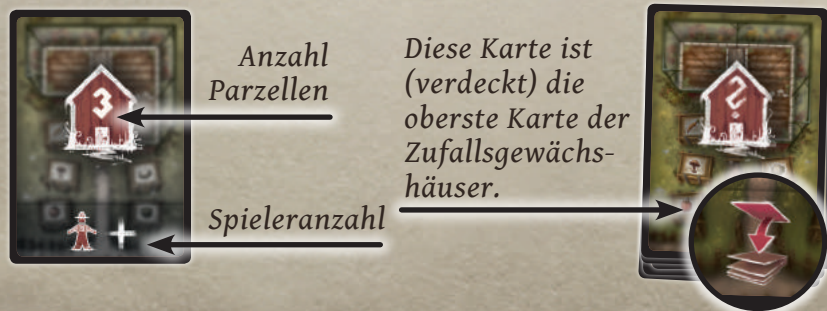 3
Anzahl
Parzellen
Spieleranzahl
+
Diese Karte ist
(verdeckt) die
oberste Karte der
Zufallsgewächs-
häuser.
?